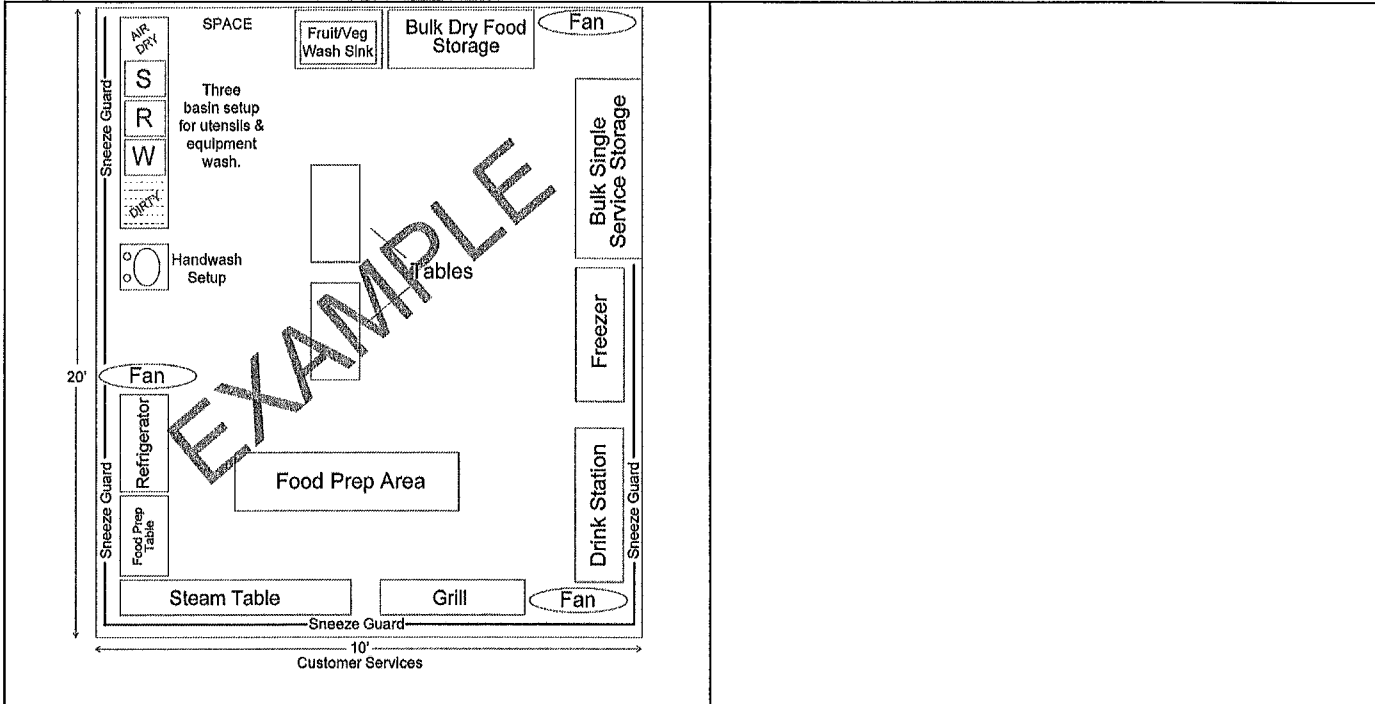 AIR
DRY
SPACE
Fruit/Veg
Wash Sink
Bulk Dry Food
Storage
Fan
S
R
W
DIRTY
Three
basin setup
for utensils &
equipment
wash.
Sneeze Guard
Bulk Single
Service Storage
Handwash
Setup
Tables
EXAMPLE
Freezer
20'
Fan
Refrigerator
Sneeze Guard
Food Prep
Table
Food Prep Area
Drink Station
Sneeze Guard
Steam Table
Grill
Fan
Sneeze Guard
10'
Customer Services